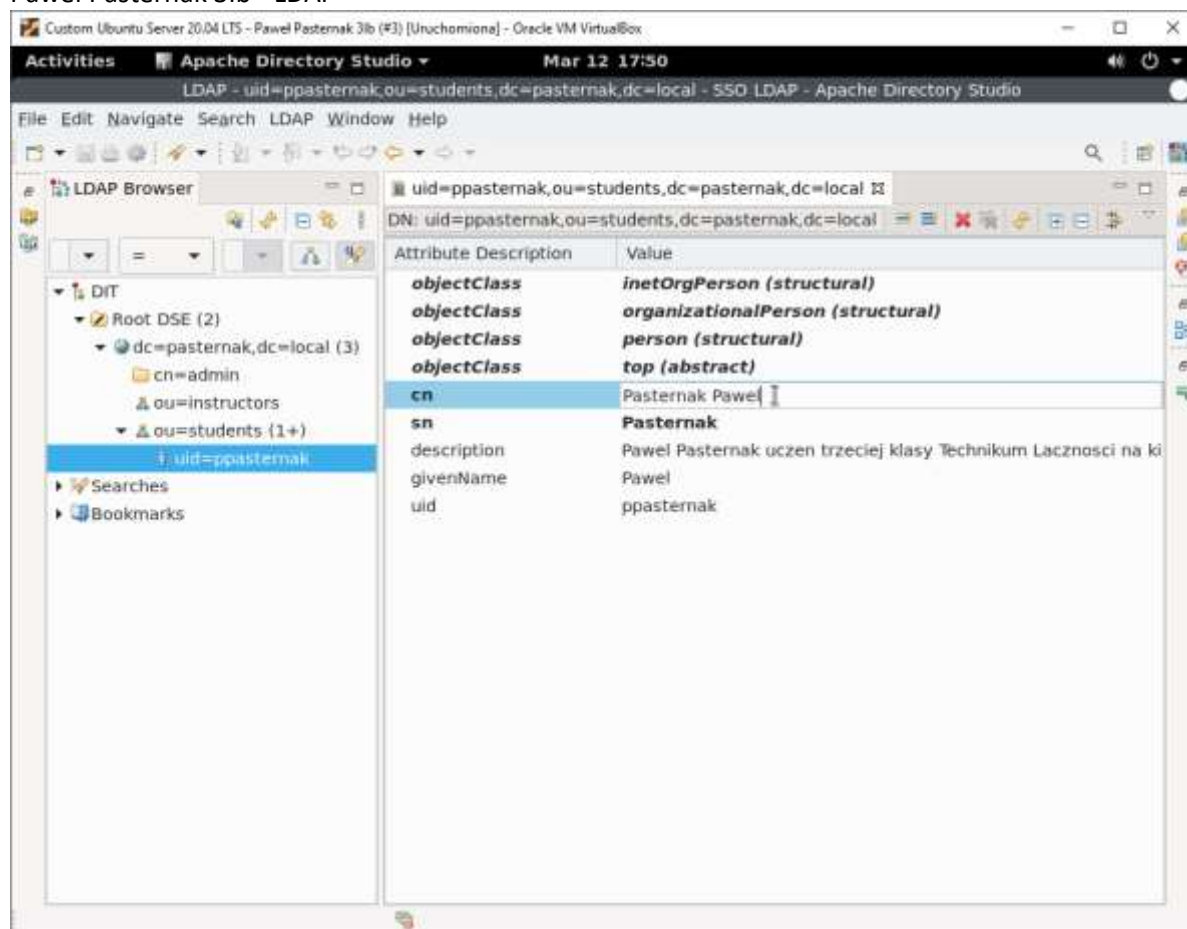 Custom Ubuntu Server 20.04 LTS - Paweł Pasternak 3lb (#3) [Uruchomiona] - Oracle VM VirtualBox
Activities Apache Directory Studio Mar 12 17:50
LDAP - uid=ppasternak,ou=students,dc=pasternak,dc=local - SSO LDAP - Apache Directory Studio
File Edit Navigate Search LDAP Window Help
LDAP Browser
uid=ppasternak,ou=students,dc=pasternak,dc=local
DN: uid=ppasternak,ou=students,dc=pasternak,dc=local
=
Attribute Description Value
DIT
Root DSE (2)
dc=pasternak,dc=local (3)
cn=admin
ou=instructors
ou=students (1+)
uid=ppasternak
Searches
Bookmarks
objectClass inetOrgPerson (structural)
objectClass organizationalPerson (structural)
objectClass person (structural)
objectClass top (abstract)
cn Pasternak Pawel
sn Pasternak
description Pawel Pasternak uczen trzeciej klasy Technikum Lacznosci na ki
givenName Pawel
uid ppasternak